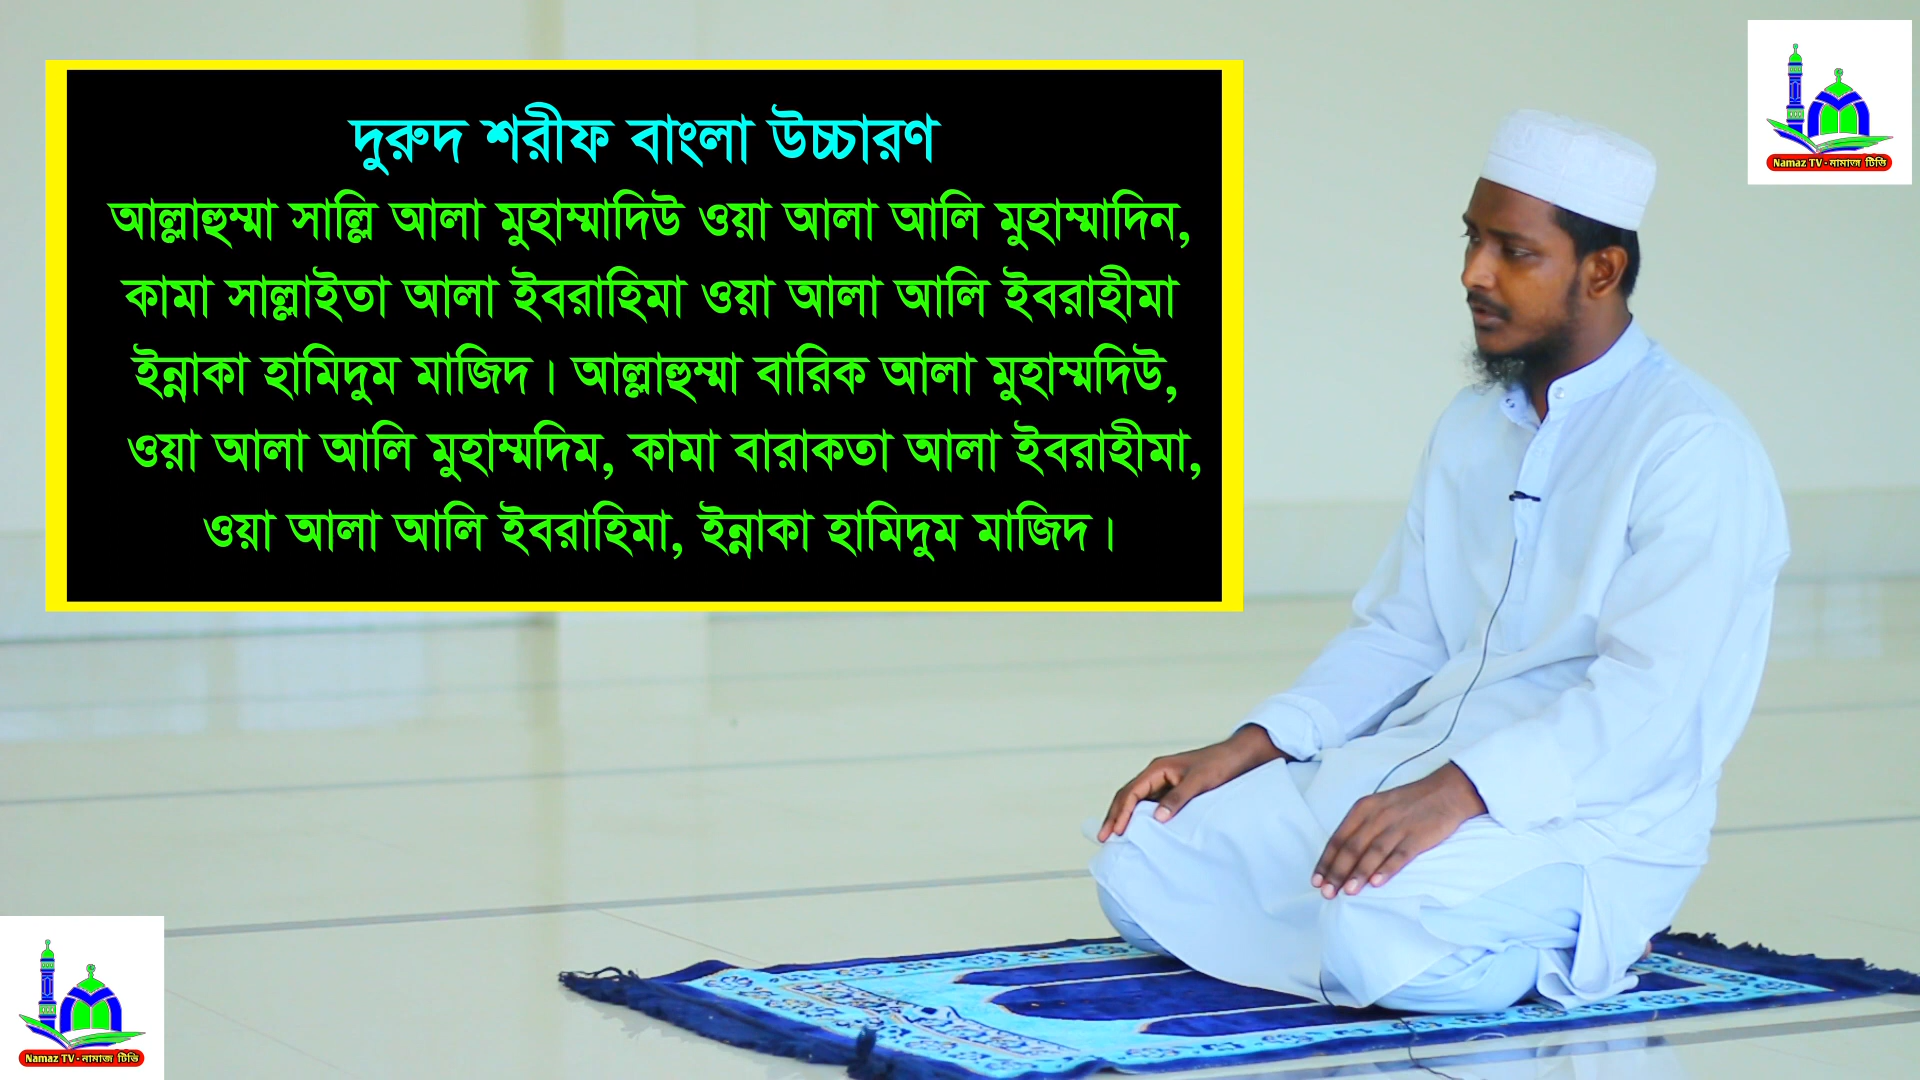 দুরুদ শরীফ বাংলা উচ্চারণ
আল্লাহুম্মা সাল্লি আলা মুহাম্মাদিউ ওয়া আলা আলি মুহাম্মাদিন,
কামা সাল্লাইতা আলা ইবরাহিমা ওয়া আলা আলি ইবরাহীমা
ইন্নাকা হামিদুম মাজিদ। আল্লাহুম্মা বারিক আলা মুহাম্মদিউ,
ওয়া আলা আলি মুহাম্মদিম, কামা বারাকতা আলা ইবরাহীমা,
ওয়া আলা আলি ইবরাহিমা, ইন্নাকা হামিদুম মাজিদ।
Namaz TV - নামাজ টিভি
Namaz TV - নামাজ টিভি